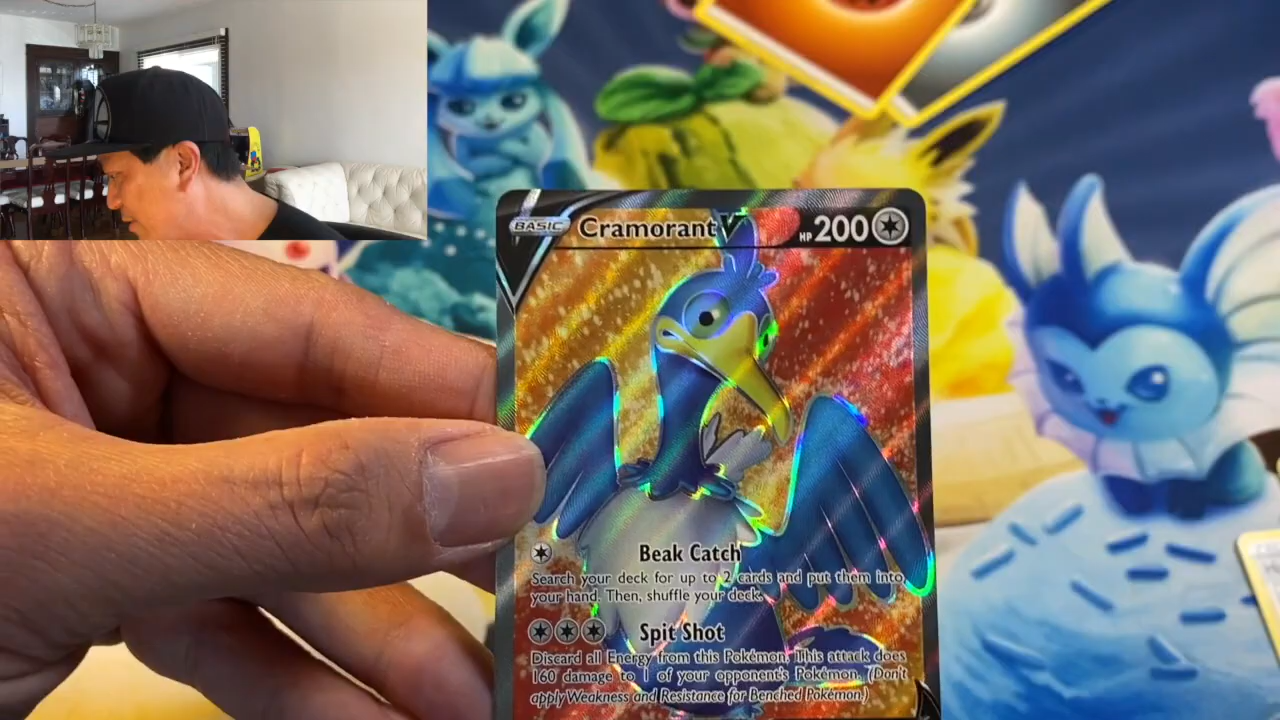 BASIC Cramorant V HP 200
Beak Catch
Search your deck for up to 2 cards and put them into
your hand. Then, shuffle your deck.
Spit Shot
Discard all Energy from this Pokémon. This attack does
160 damage to 1 of your opponent's Pokémon. (Don't
apply Weakness and Resistance for Benched Pokémon.)